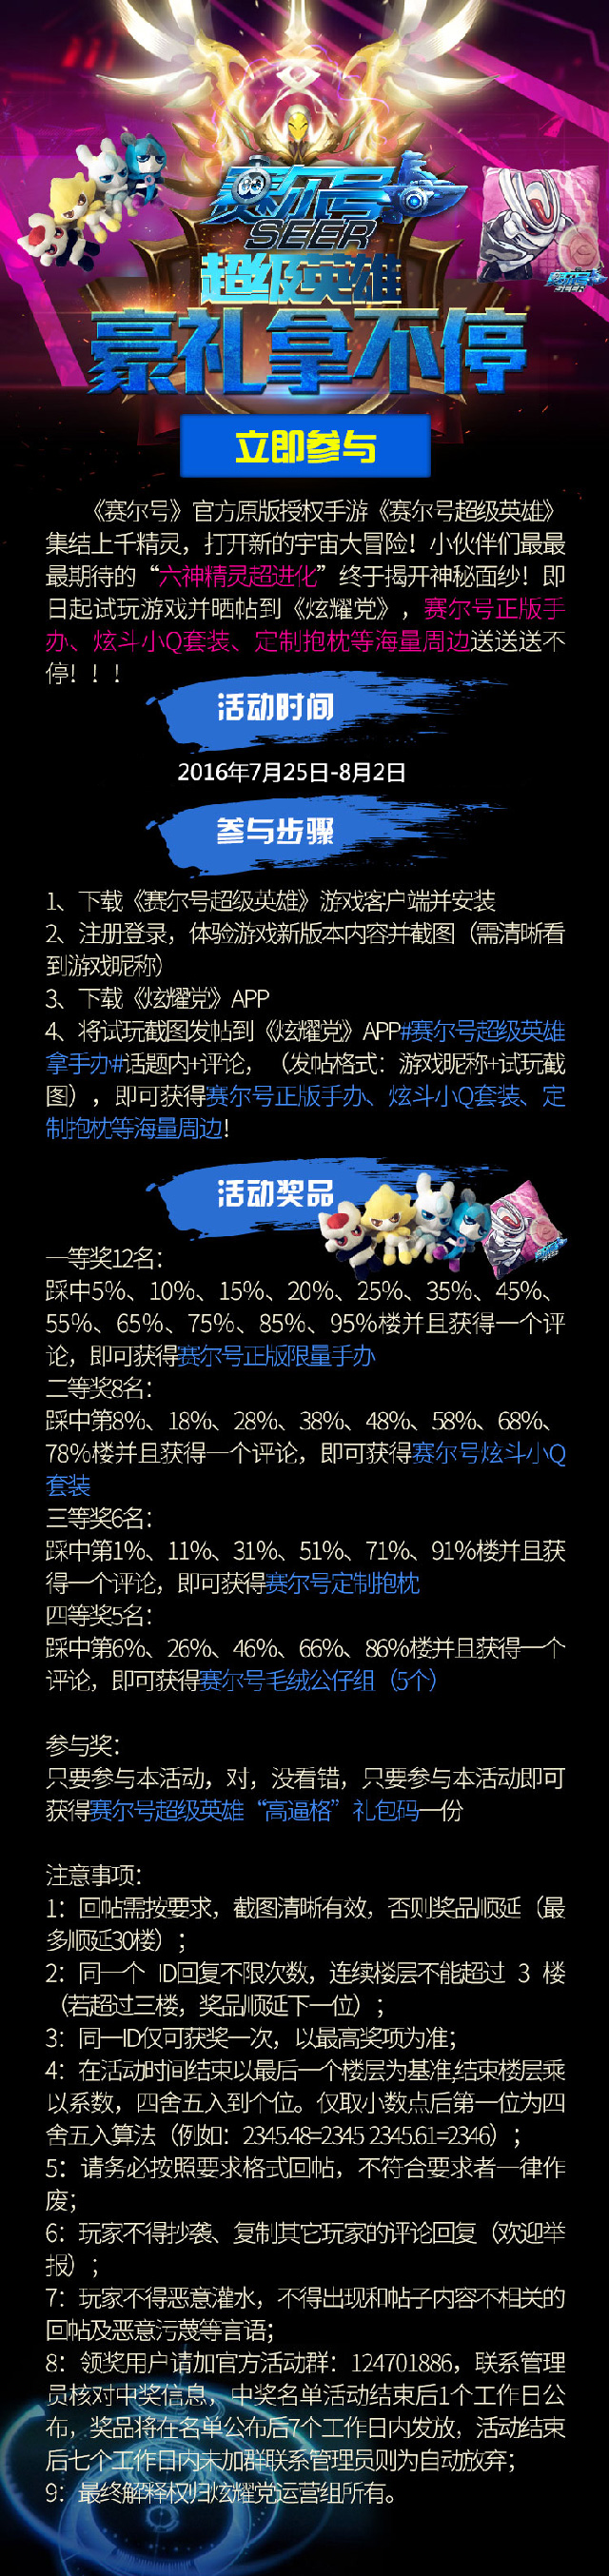 赛尔号
SEER
赛尔号
SEER
超级英雄
豪礼拿不停
立即参与
《赛尔号》官方原版授权手游《赛尔号超级英雄》
集结上千精灵，打开新的宇宙大冒险！小伙伴们最最
最期待的“六神精灵超进化”终于揭开神秘面纱！即
日起试玩游戏并晒帖到《炫耀党》，赛尔号正版手
办、炫斗小Q套装、定制抱枕等海量周边送送送不
停！！！
活动时间
2016年7月25日-8月2日
参与步骤
1、下载《赛尔号超级英雄》游戏客户端并安装
2、注册登录，体验游戏新版本内容并截图（需清晰看
到游戏昵称）
3、下载《炫耀党》APP
4、将试玩截图发帖到《炫耀党》APP#赛尔号超级英雄
拿手办#话题内+评论，（发帖格式：游戏昵称+试玩截
图），即可获得赛尔号正版手办、炫斗小Q套装、定
制抱枕等海量周边！
活动奖品
一等奖12名：
踩中5%、10%、15%、20%、25%、35%、45%、
55%、65%、75%、85%、95%楼并且获得一个评
论，即可获得赛尔号正版限量手办
二等奖8名：
踩中第8%、18%、28%、38%、48%、58%、68%、
78%楼并且获得一个评论，即可获得赛尔号炫斗小Q
套装
三等奖6名：
踩中第1%、11%、31%、51%、71%、91%楼并且获
得一个评论，即可获得赛尔号定制抱枕
四等奖5名：
踩中第6%、26%、46%、66%、86%楼并且获得一个
评论，即可获得赛尔号毛绒公仔组（5个）
参与奖：
只要参与本活动，对，没看错，只要参与本活动即可
获得赛尔号超级英雄“高逼格”礼包码一份
注意事项：
1：回帖需按要求，截图清晰有效，否则奖品顺延（最
多顺延30楼）；
2：同一个 ID回复不限次数，连续楼层不能超过 3 楼
（若超过三楼，奖品顺延下一位）；
3：同一ID仅可获奖一次，以最高奖项为准；
4：在活动时间结束以最后一个楼层为基准,结束楼层乘
以系数，四舍五入到个位。仅取小数点后第一位为四
舍五入算法（例如：2345.48=2345 2345.61=2346）；
5：请务必按照要求格式回帖，不符合要求者一律作
废；
6：玩家不得抄袭、复制其它玩家的评论回复（欢迎举
报）；
7：玩家不得恶意灌水，不得出现和帖子内容不相关的
回帖及恶意污蔑等言语；
8：领奖用户请加官方活动群：124701886，联系管理
员核对中奖信息，中奖名单活动结束后1个工作日公
布，奖品将在名单公布后7个工作日内发放，活动结束
后七个工作日内未加群联系管理员则为自动放弃；
9：最终解释权归炫耀党运营组所有。